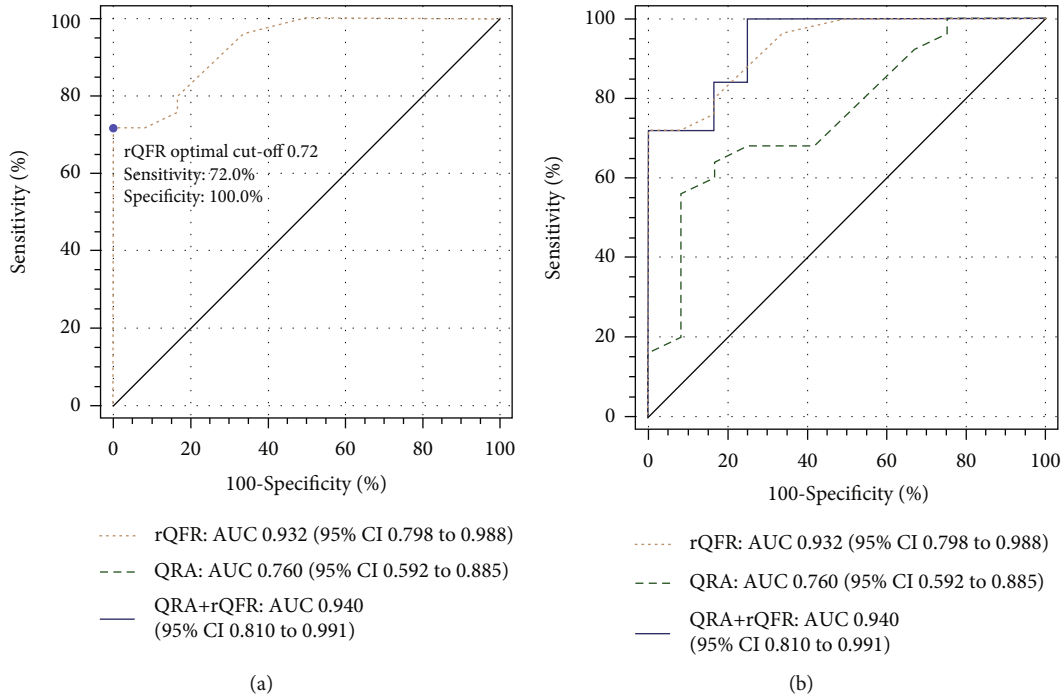 100
80
60
40
20
0
Sensitivity (%)
rQFR optimal cut-off 0.72
Sensitivity: 72.0%
Specificity: 100.0%
0 20 40 60 80 100
100-Specificity (%)
rQFR: AUC 0.932 (95% CI 0.798 to 0.988)
QRA: AUC 0.760 (95% CI 0.592 to 0.885)
QRA+rQFR: AUC 0.940
(95% CI 0.810 to 0.991)
(a)
100
80
60
40
20
0
Sensitivity (%)
0 20 40 60 80 100
100-Specificity (%)
rQFR: AUC 0.932 (95% CI 0.798 to 0.988)
QRA: AUC 0.760 (95% CI 0.592 to 0.885)
QRA+rQFR: AUC 0.940
(95% CI 0.810 to 0.991)
(b)